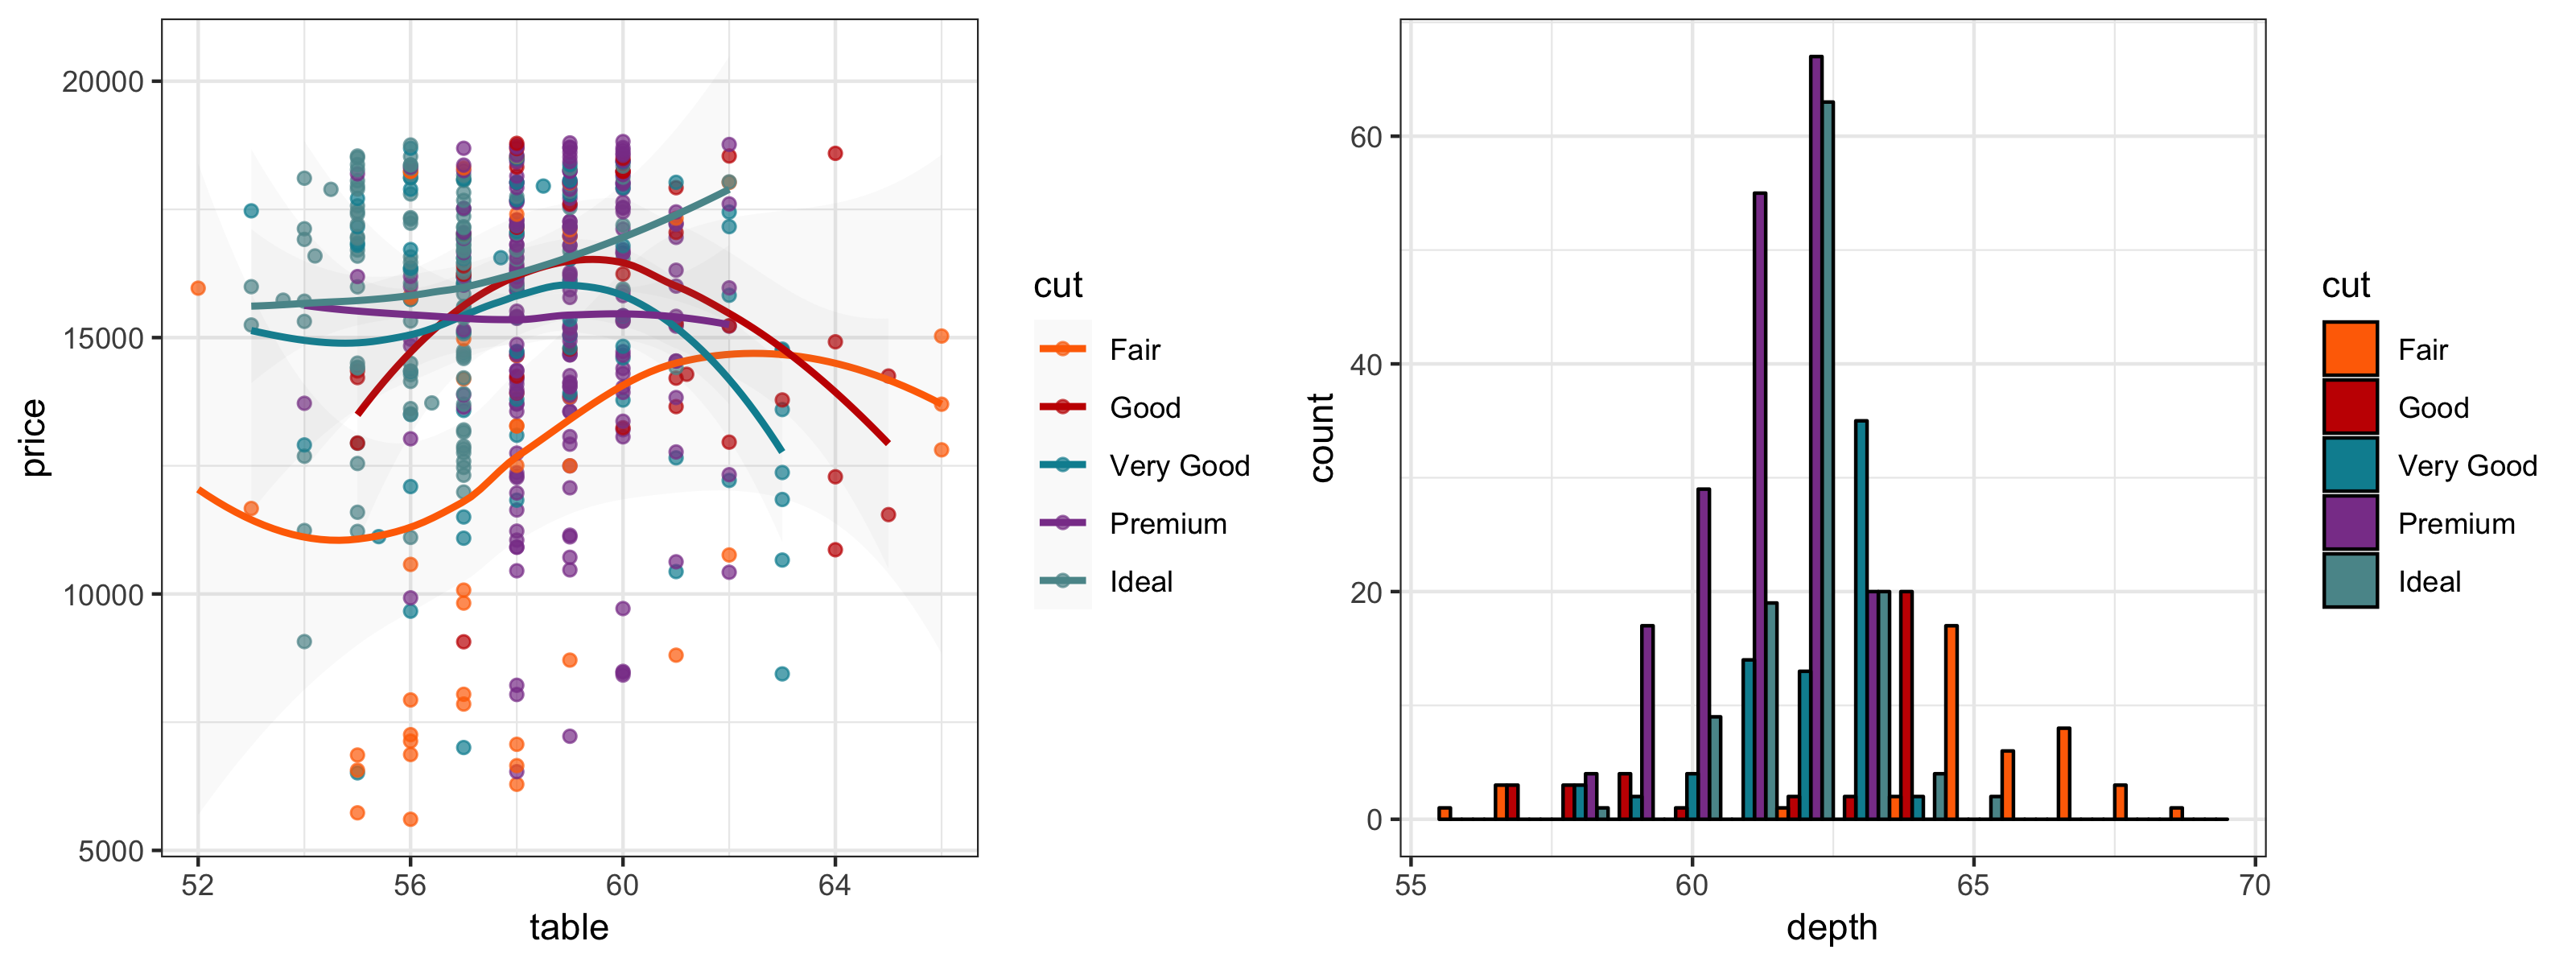 20000
15000
10000
5000
price
52 56 60 64
table
cut
Fair
Good
Very Good
Premium
Ideal
60
40
20
0
count
55 60 65 70
depth
cut
Fair
Good
Very Good
Premium
Ideal